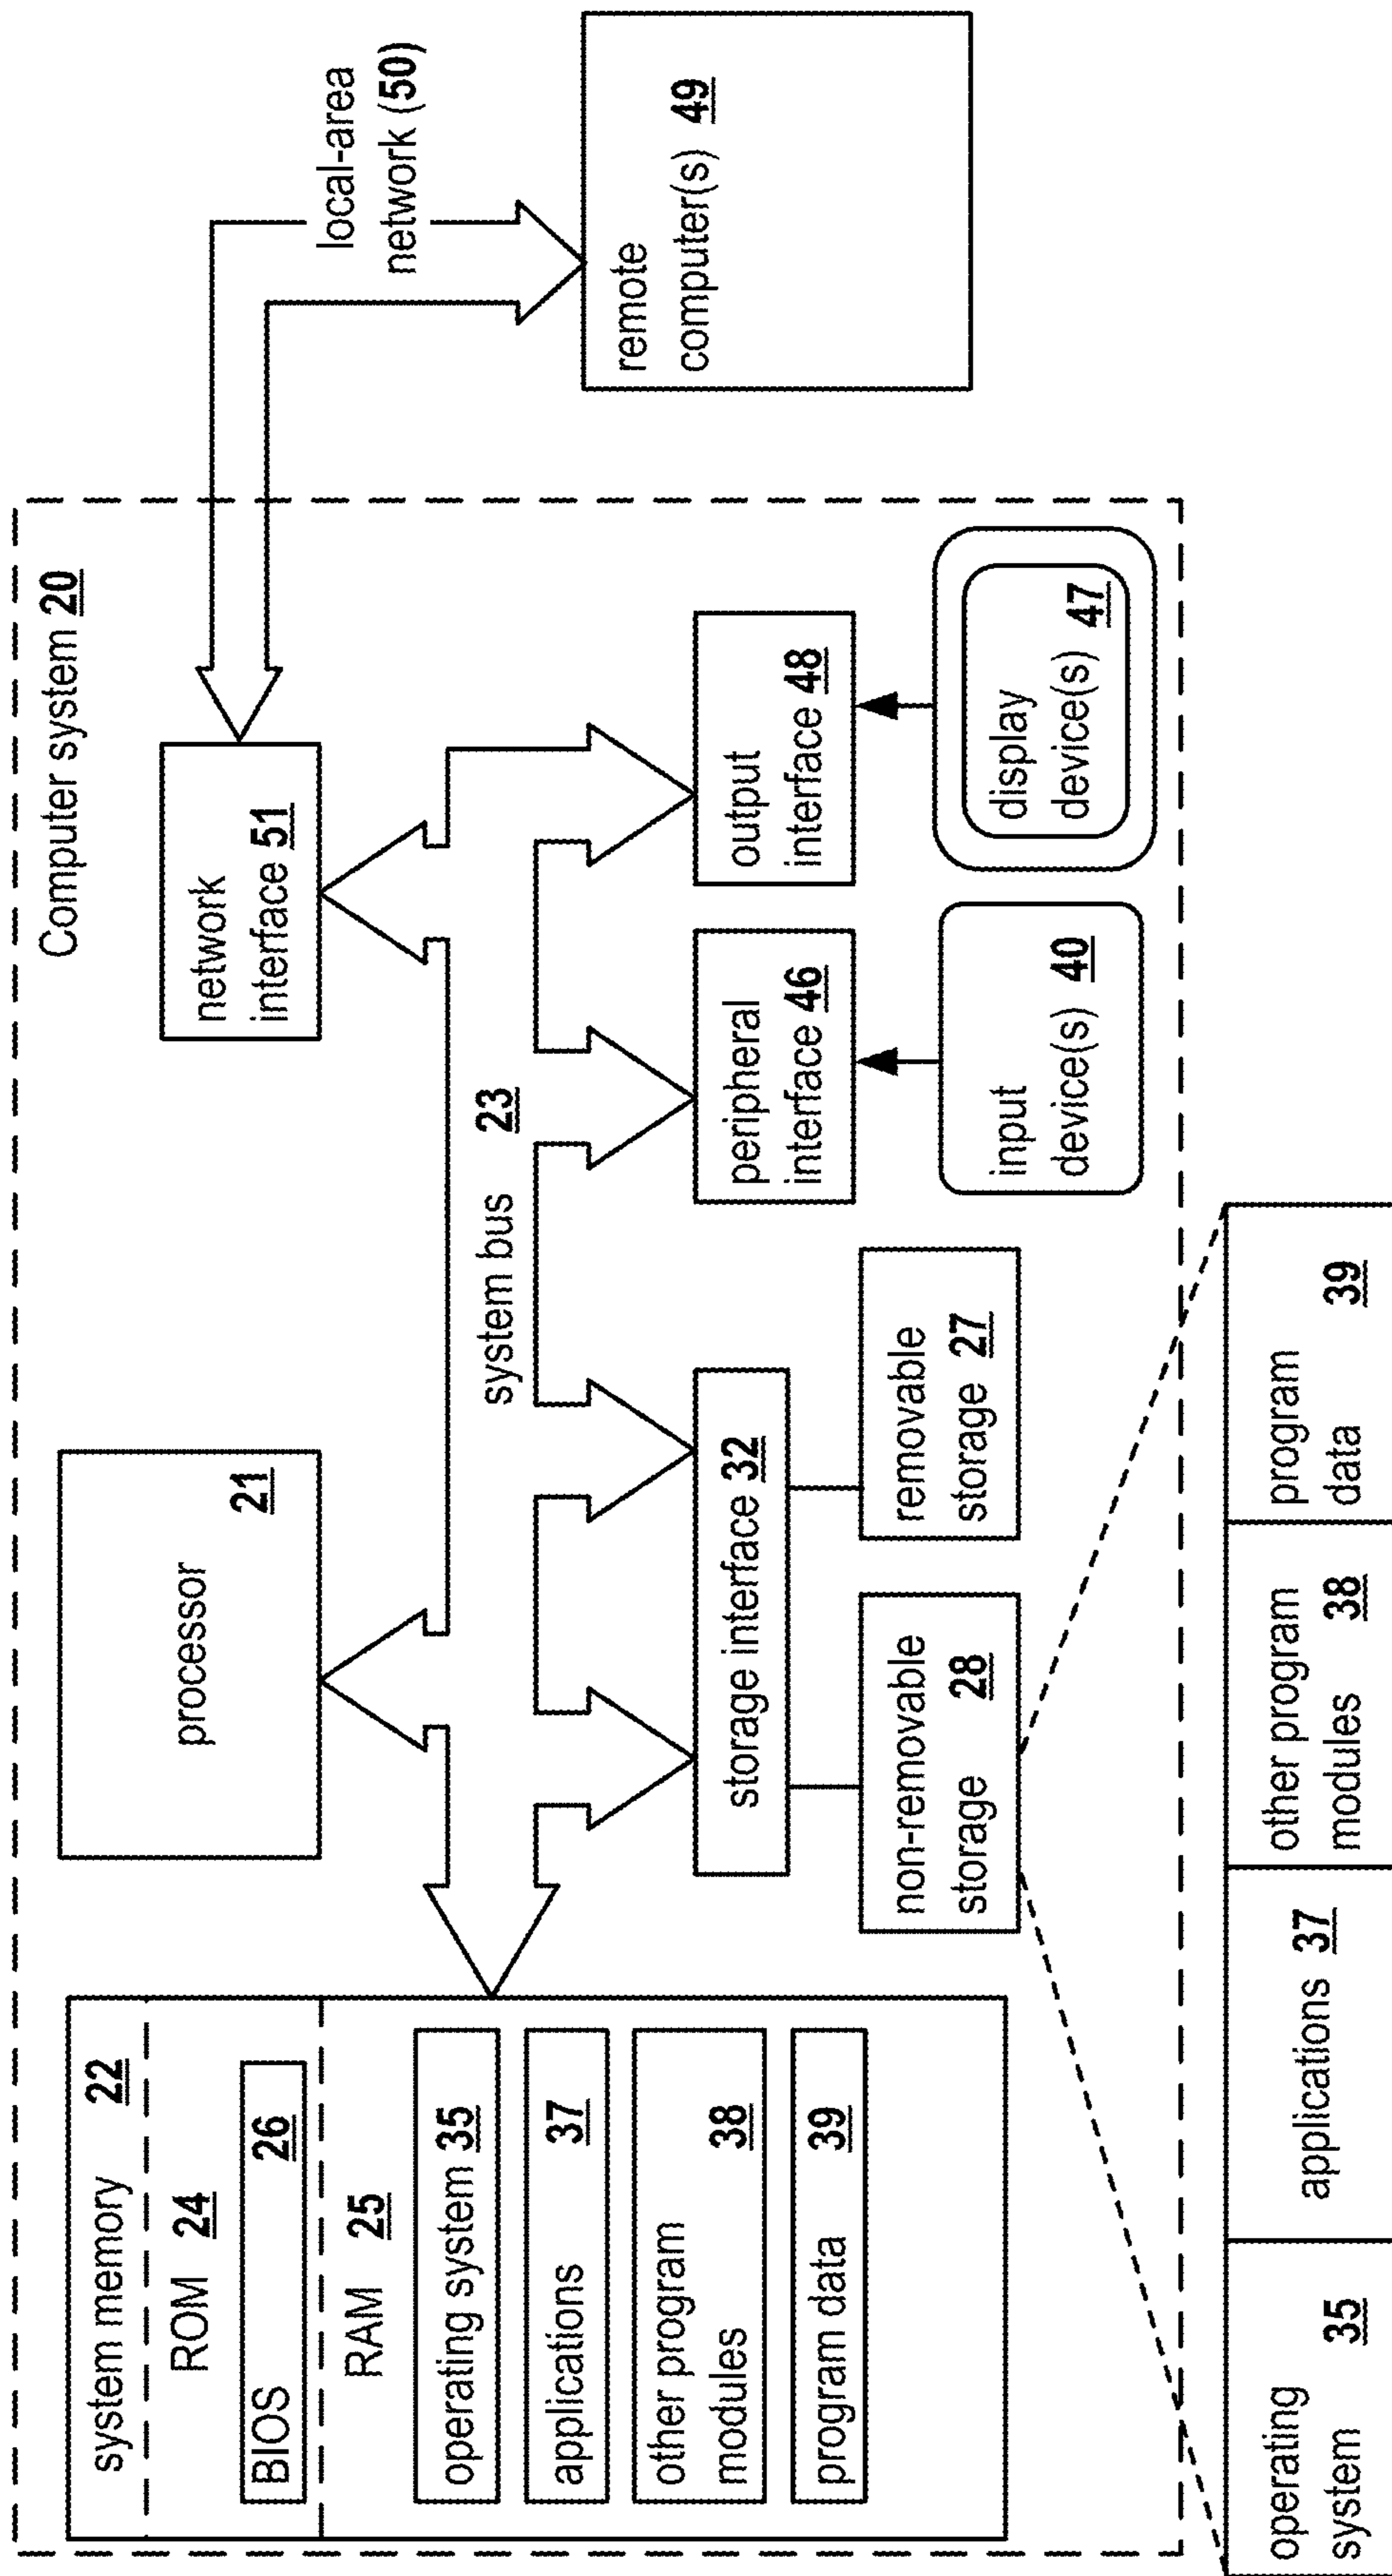 Computer system 20
system memory 22
ROM 24
BIOS 26
RAM 25
operating system 35
applications 37
other program
modules 38
program data 39
processor
21
network
interface 51
local-area
network (50)
system bus 23
storage interface 32
non-removable
storage 28
removable
storage 27
peripheral
interface 46
output
interface 48
input
device(s) 40
display
device(s) 47
remote
computer(s) 49
operating
system 35
applications 37
other program
modules 38
program
data 39